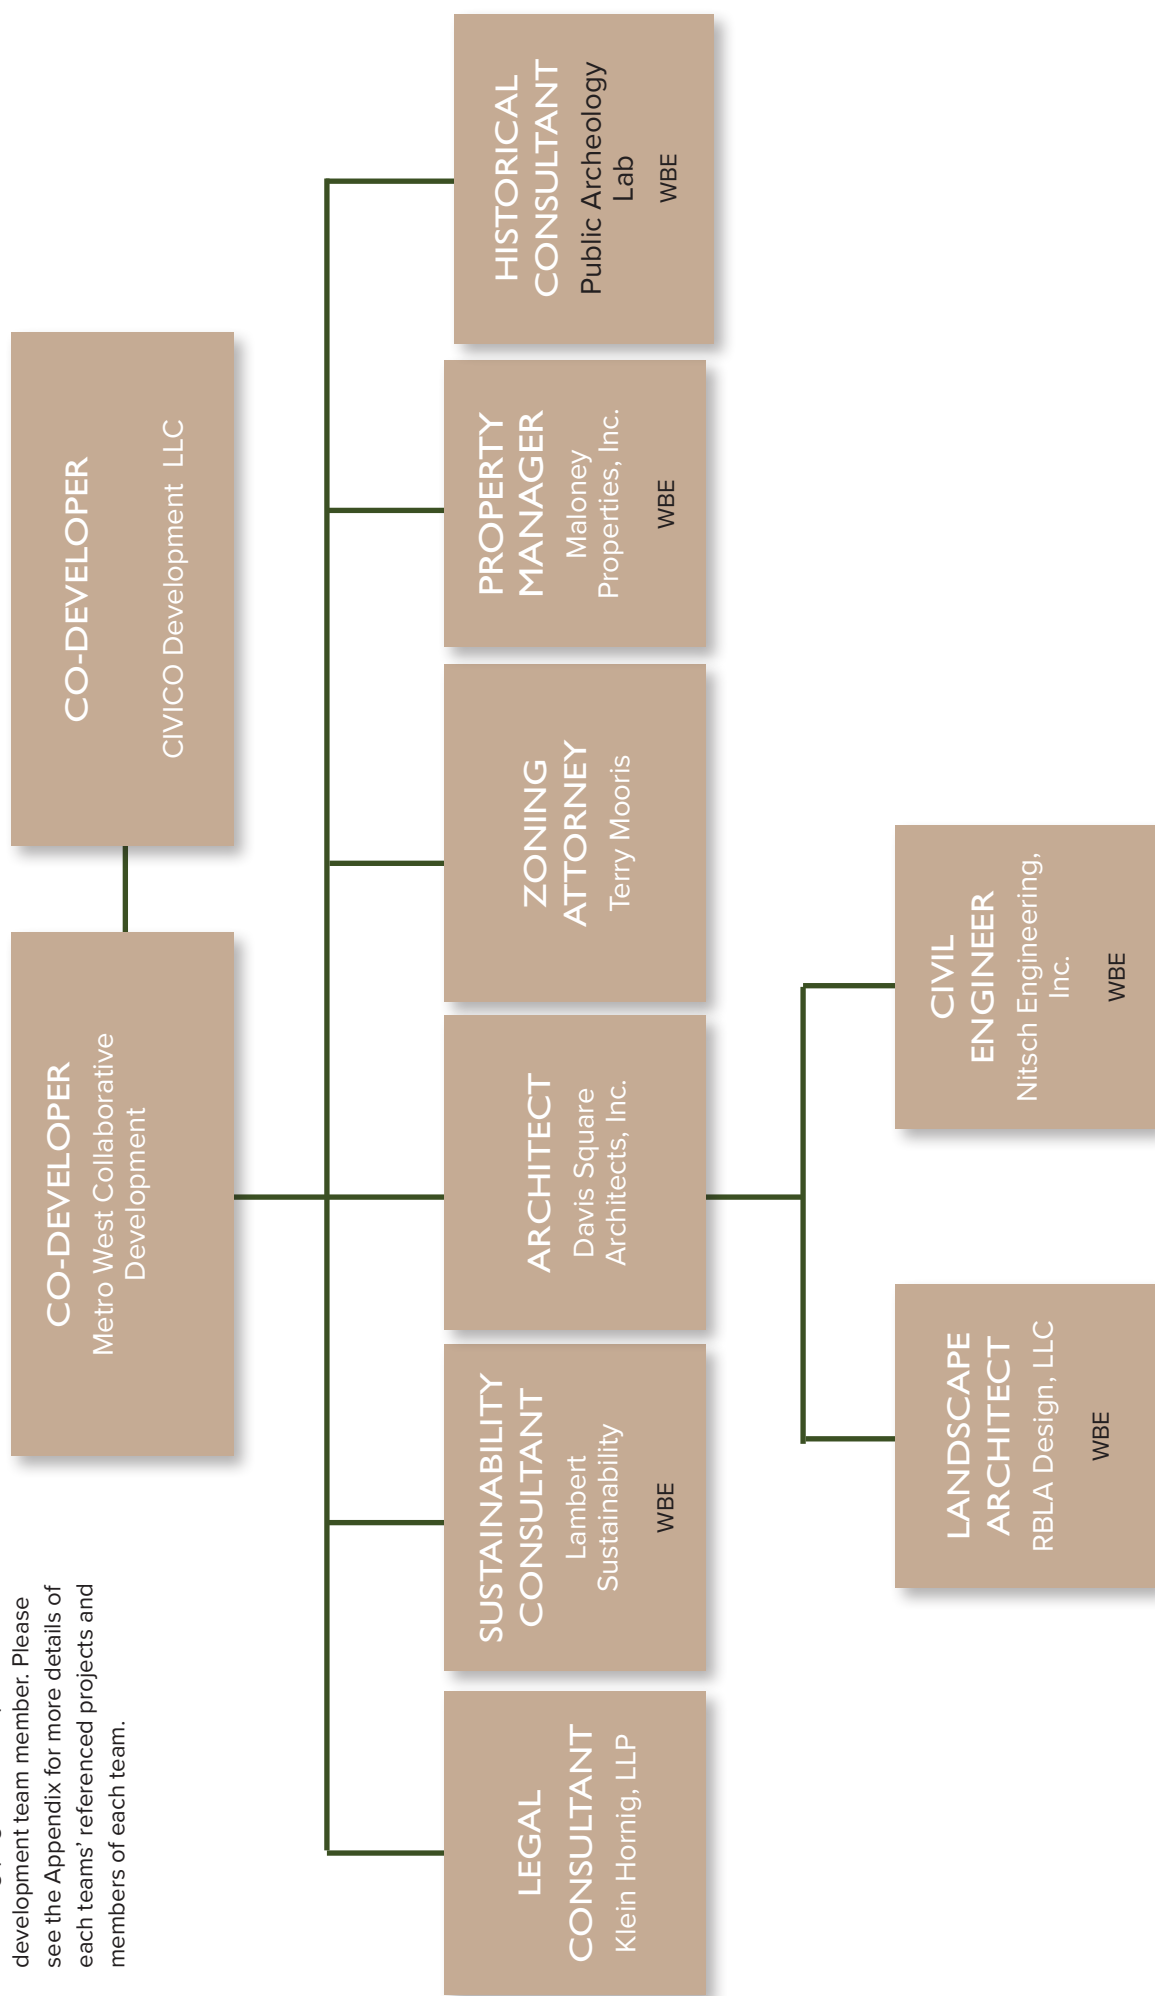 development team member. Please
see the Appendix for more details of
each teams’ referenced projects and
members of each team.
CO-DEVELOPER
Metro West Collaborative
Development
CO-DEVELOPER
CIVICO Development LLC
LEGAL
CONSULTANT
Klein Hornig, LLP
SUSTAINABILITY
CONSULTANT
Lambert
Sustainability
WBE
ARCHITECT
Davis Square
Architects, Inc.
ZONING
ATTORNEY
Terry Mooris
PROPERTY
MANAGER
Maloney
Properties, Inc.
WBE
HISTORICAL
CONSULTANT
Public Archeology
Lab
WBE
LANDSCAPE
ARCHITECT
RBLA Design, LLC
WBE
CIVIL
ENGINEER
Nitsch Engineering,
Inc.
WBE